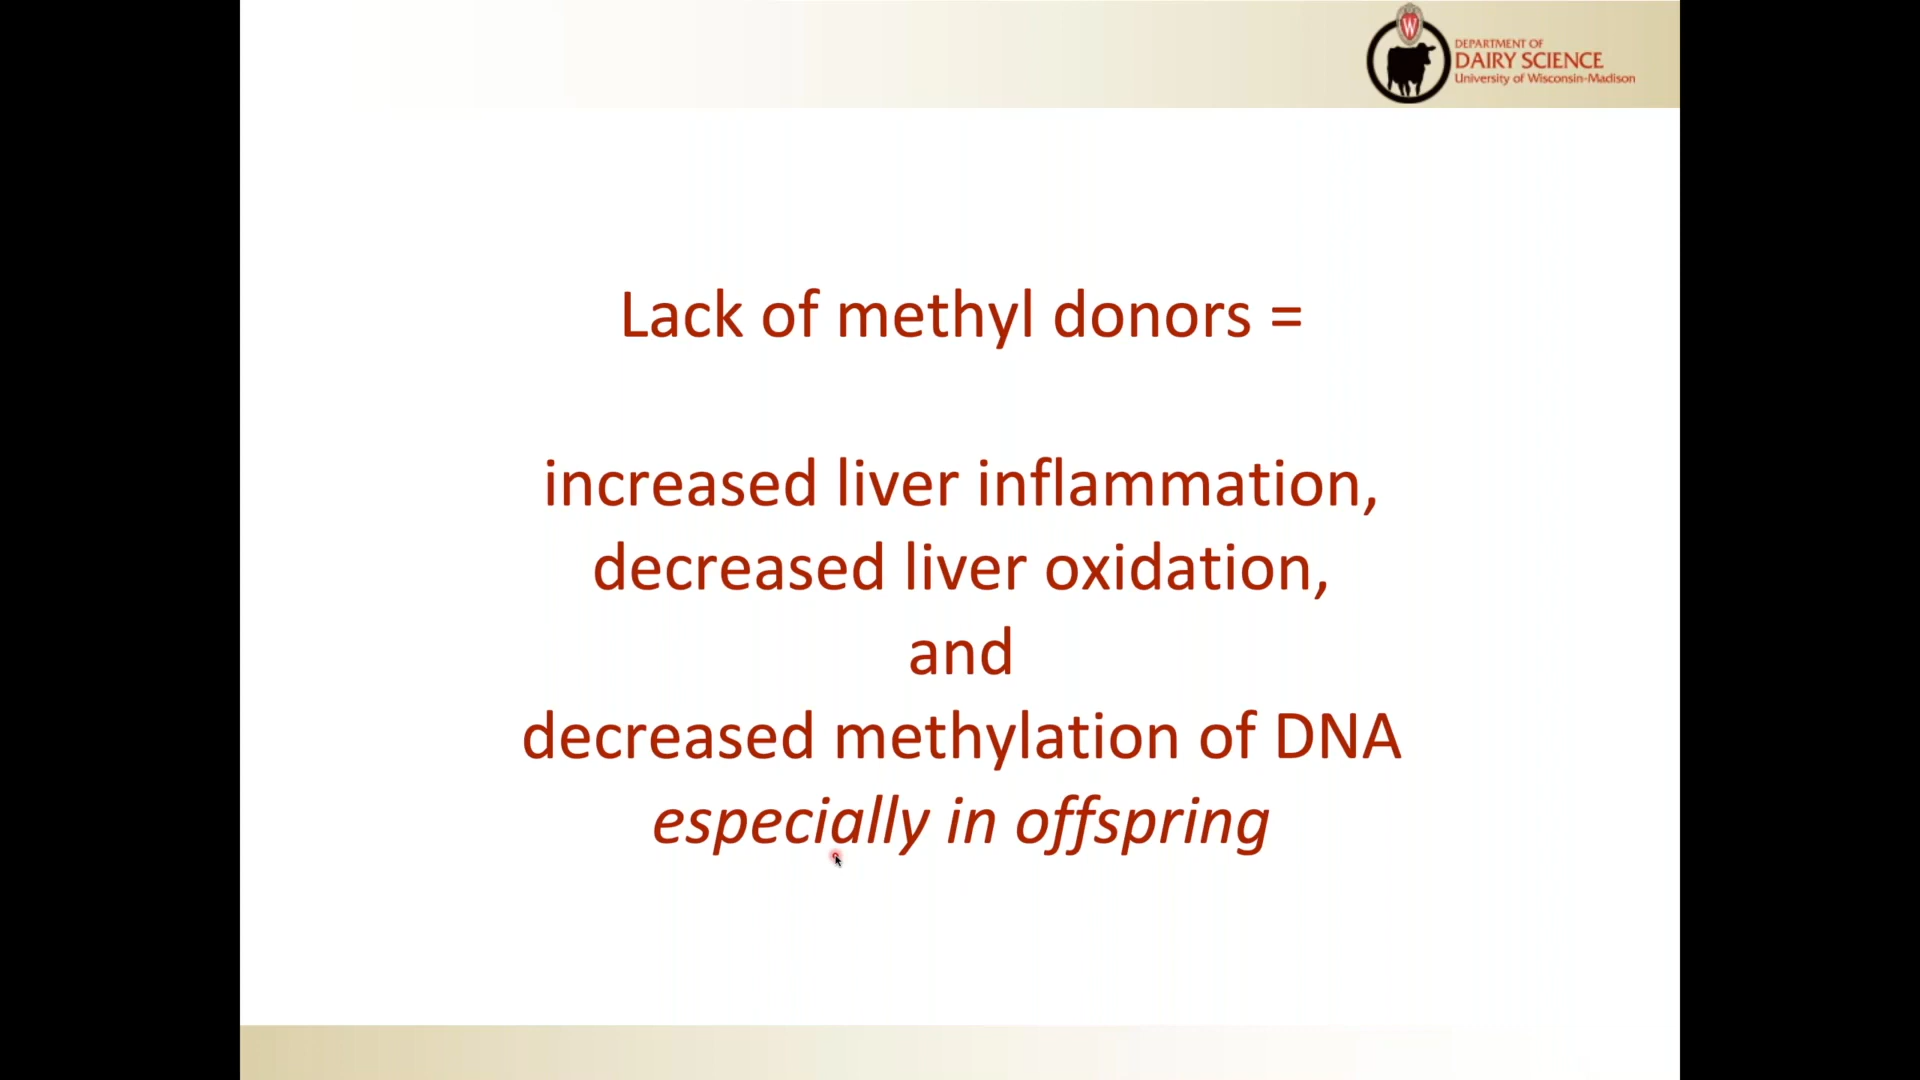 W
DEPARTMENT OF
DAIRY SCIENCE
University of Wisconsin-Madison
Lack of methyl donors =
increased liver inflammation,
decreased liver oxidation,
and
decreased methylation of DNA
especially in offspring